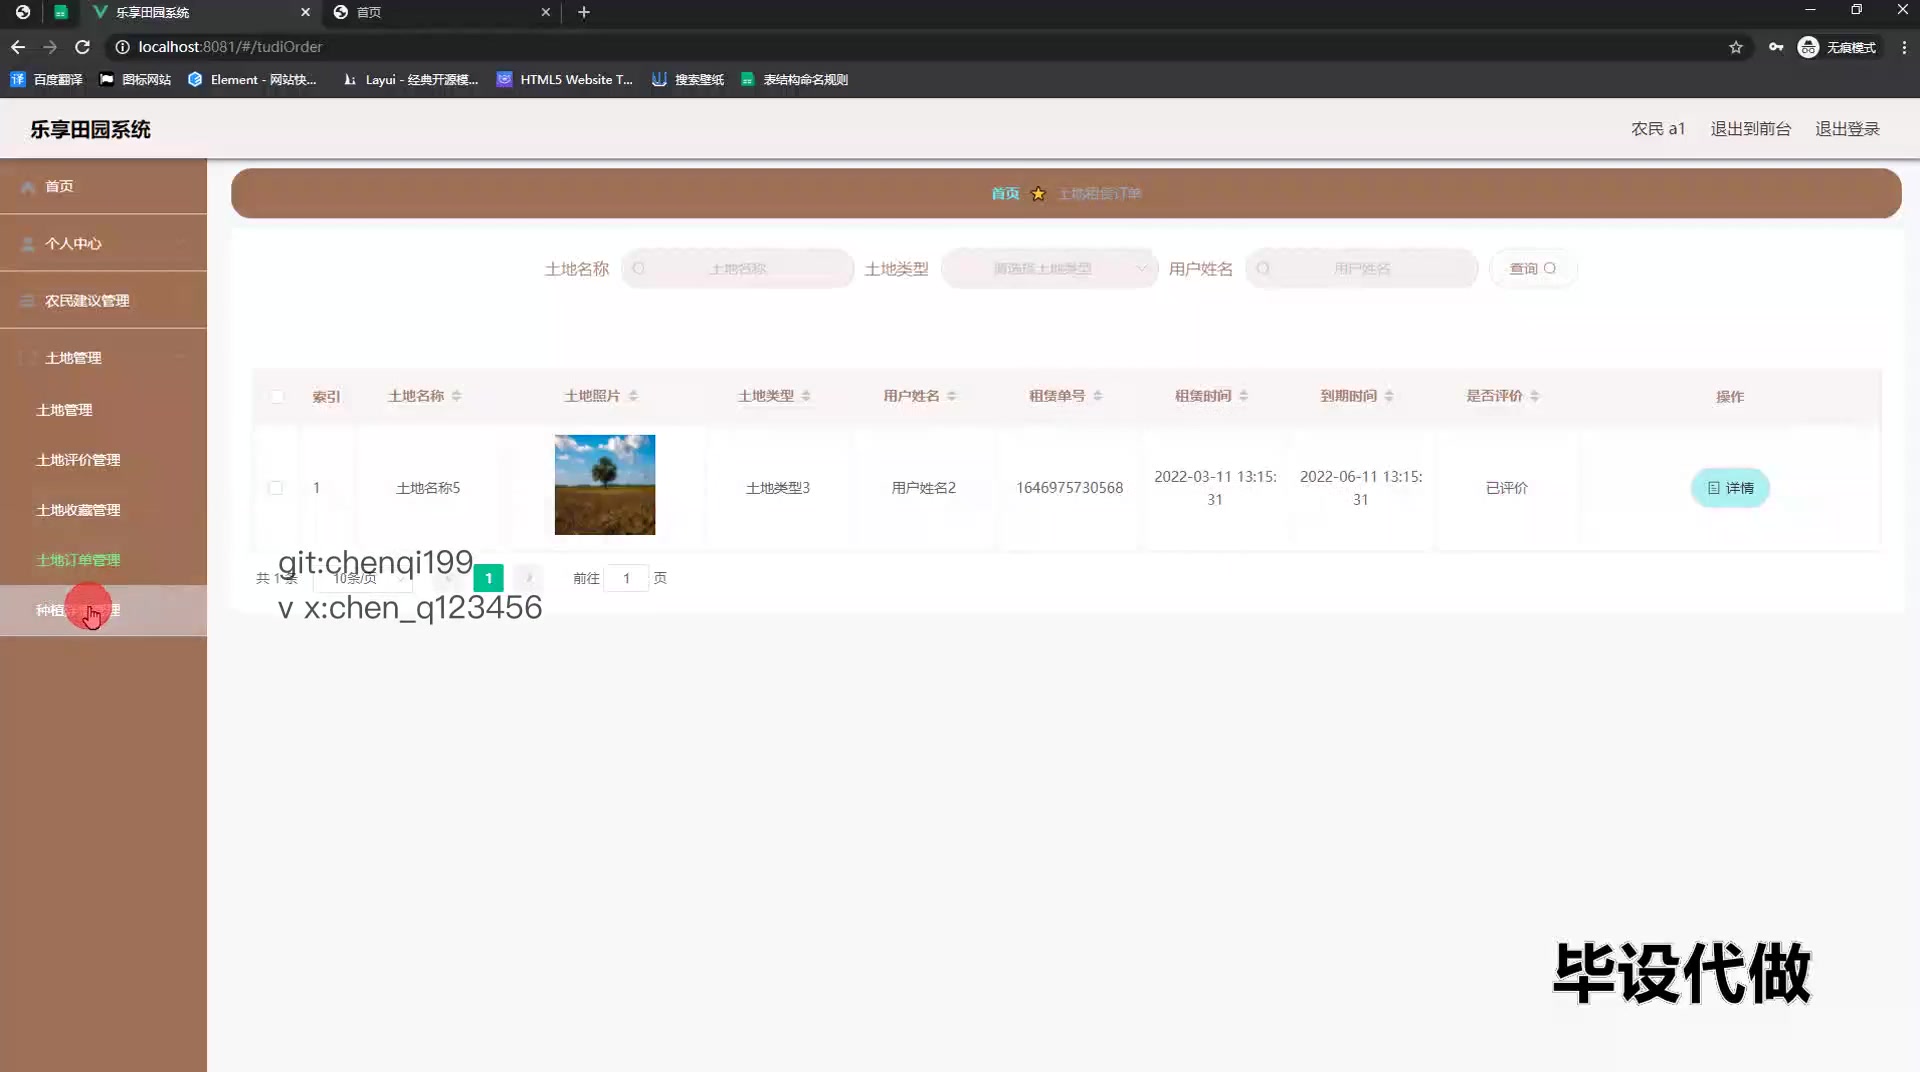 乐享田园系统
首页
localhost:8081/#/tudiOrder
无痕模式
百度翻译
图标网站
Element - 网站快...
Layui - 经典开源模...
HTML5 Website T...
搜索壁纸
表结构命名规则
乐享田园系统
农民 a1
退出到前台
退出登录
首页
个人中心
农民建议管理
土地管理
土地管理
土地评价管理
土地收藏管理
土地订单管理
首页
土地租赁订单
土地名称
土地名称
土地类型
请选择土地类型
用户姓名
用户姓名
查询
索引 土地名称 土地照片 土地类型 用户姓名 租赁单号 租赁时间 到期时间 是否评价 操作
1 土地名称5 土地类型3 用户姓名2 1646975730568 2022-03-11 13:15:31 2022-06-11 13:15:31 已评价 详情
共 1 条 10条/页 1 前往 1 页
git:chenqi199
v x:chen_q123456
毕设代做